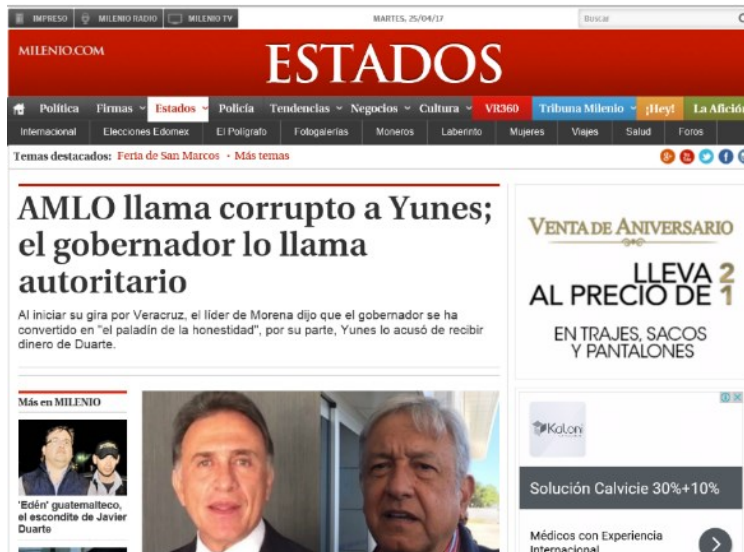 IMPRESO
MILENIO RADIO
MILENIO TV
MARTES, 25/04/17
Buscar
MILENIO.COM
ESTADOS
Política Firmas Estados Policía Tendencias Negocios Cultura VR360 Tribuna Milenio ¡Hey! La Afición
Internacional Elecciones Edomex El Polígrafo Fotogalerías Moneros Laberinto Mujeres Viajes Salud Foros
Temas destacados: Feria de San Marcos • Más temas
AMLO llama corrupto a Yunes;
el gobernador lo llama
autoritario
Al iniciar su gira por Veracruz, el líder de Morena dijo que el gobernador se ha
convertido en "el paladín de la honestidad", por su parte, Yunes lo acusó de recibir
dinero de Duarte.
Más en MILENIO
'Edén' guatemalteco,
el escondite de Javier
Duarte
VENTA DE ANIVERSARIO
LLEVA 2
AL PRECIO DE 1
EN TRAJES, SACOS
Y PANTALONES
Kaloni
Solución Calvicie 30%+10%
Médicos con Experiencia
Internacional